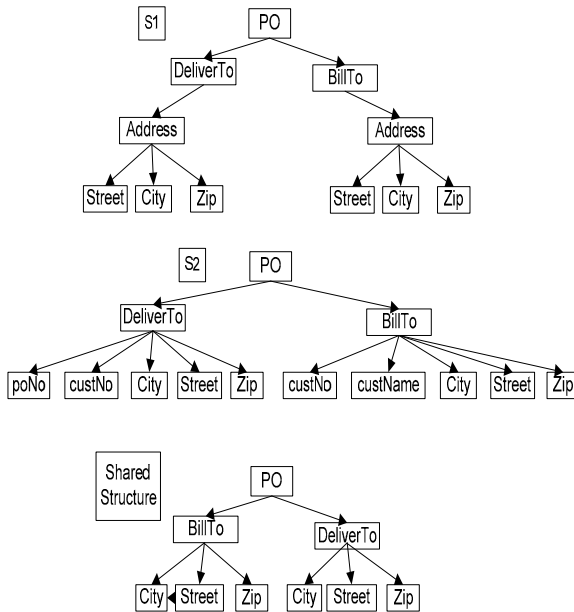 S1
PO
DeliverTo
BillTo
Address
Address
Street
City
Zip
Street
City
Zip
S2
PO
DeliverTo
BillTo
poNo
custNo
City
Street
Zip
custNo
custName
City
Street
Zip
Shared
Structure
PO
BillTo
DeliverTo
City
Street
Zip
City
Street
Zip